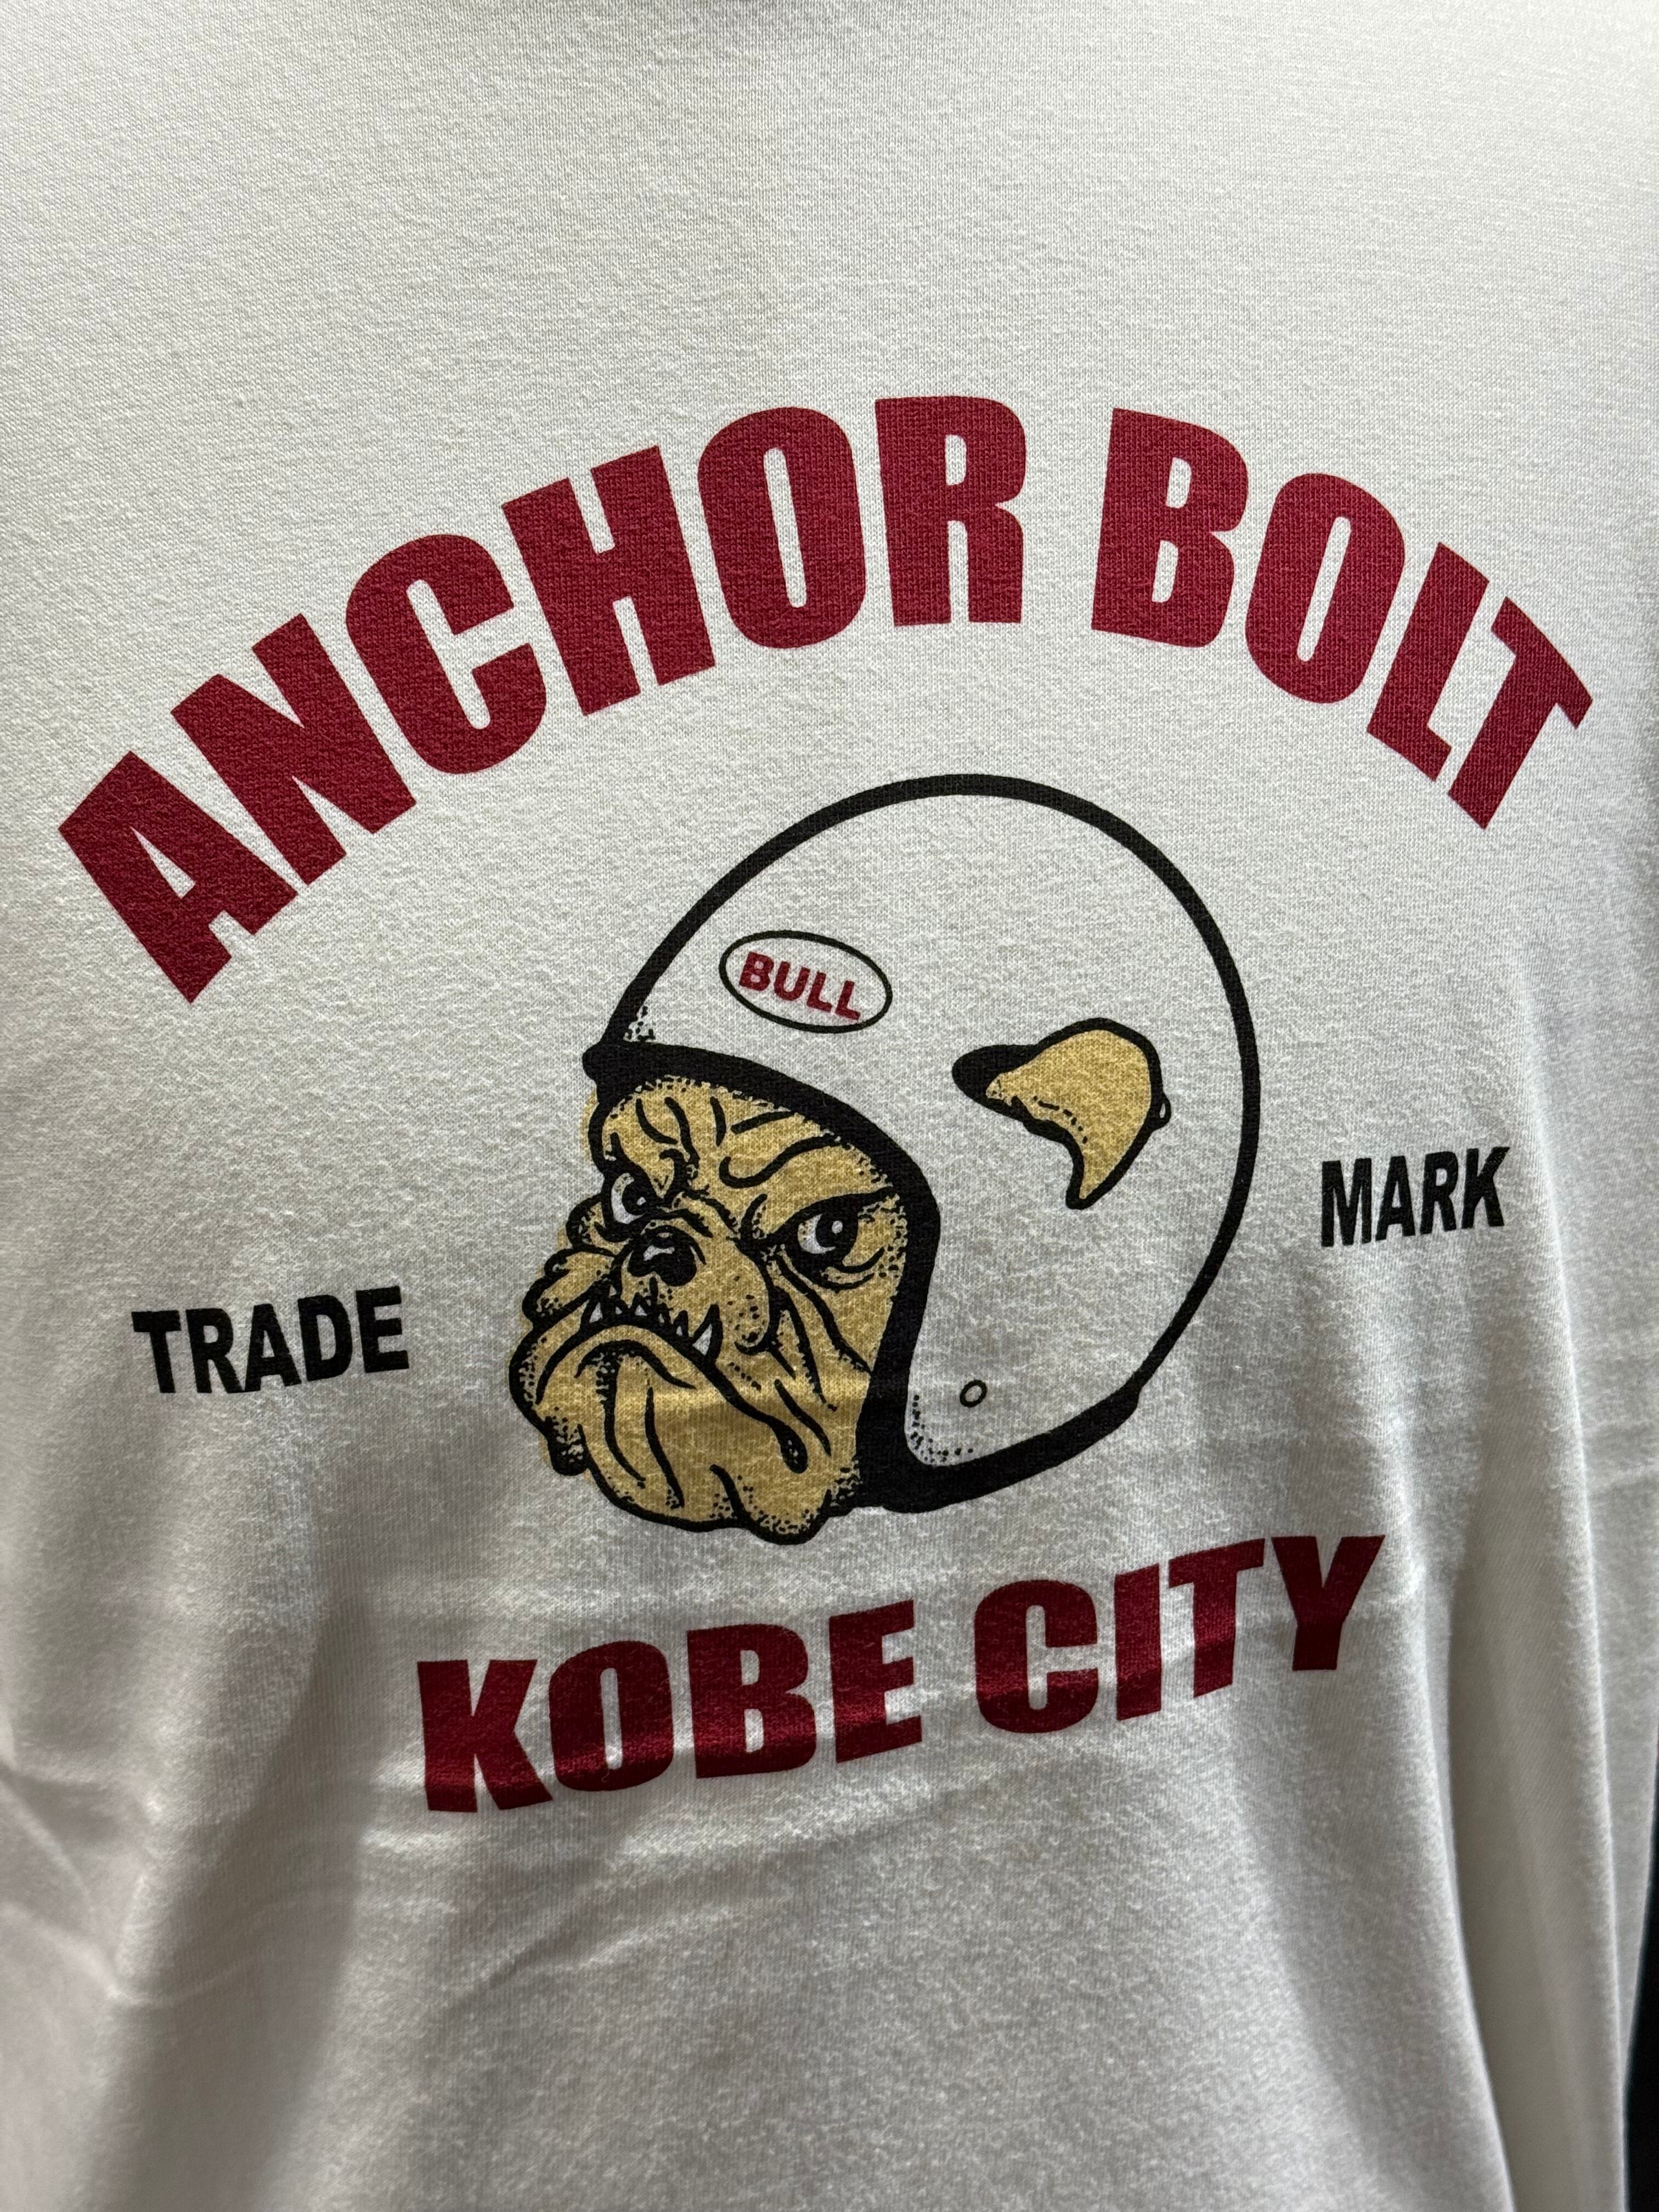 ANCHOR BOLT
BULL
TRADE MARK
KOBE CITY